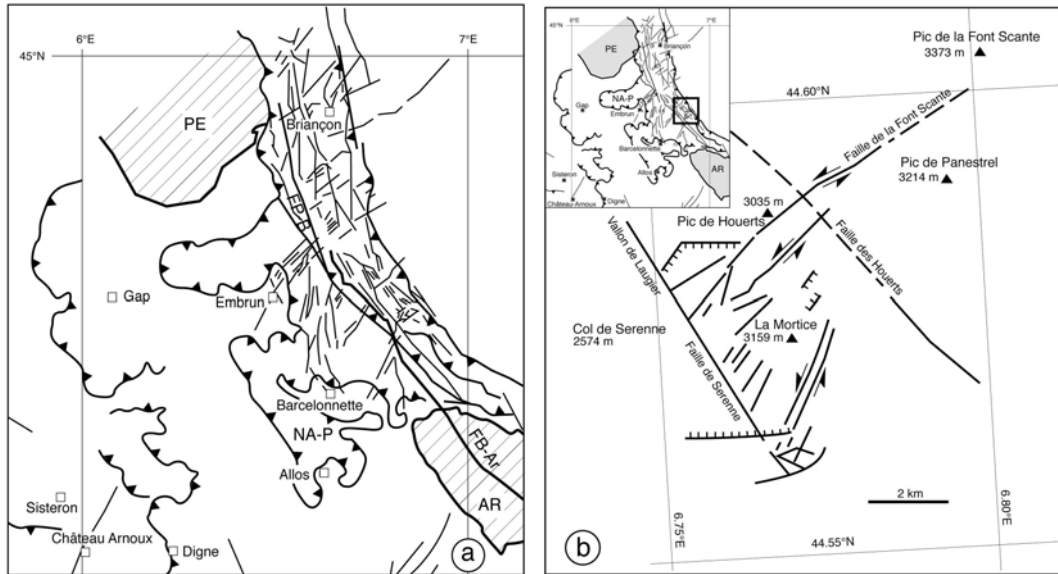 6°E
7°E
45°N
PE
Briançon
FP-B
Gap
Embrun
Barcelonnette
NA-P
FB-Ar
Allos
AR
Sisteron
Château Arnoux
Digne
a
6°E
7°E
45°N
PE
Briançon
NA-P
Gap
Embrun
Barcelonnette
Sisteron
Allos
AR
Château-Arnoux
Digne
Pic de la Font Scante
3373 m
44.60°N
Faille de la Font Scante
Pic de Panestrel
3214 m
3035 m
Pic de Houerts
Vallon de Laugier
Faille des Houerts
Col de Serenne
2574 m
La Mortice
3159 m
Faille de Serenne
2 km
6.75°E
6.80°E
44.55°N
b